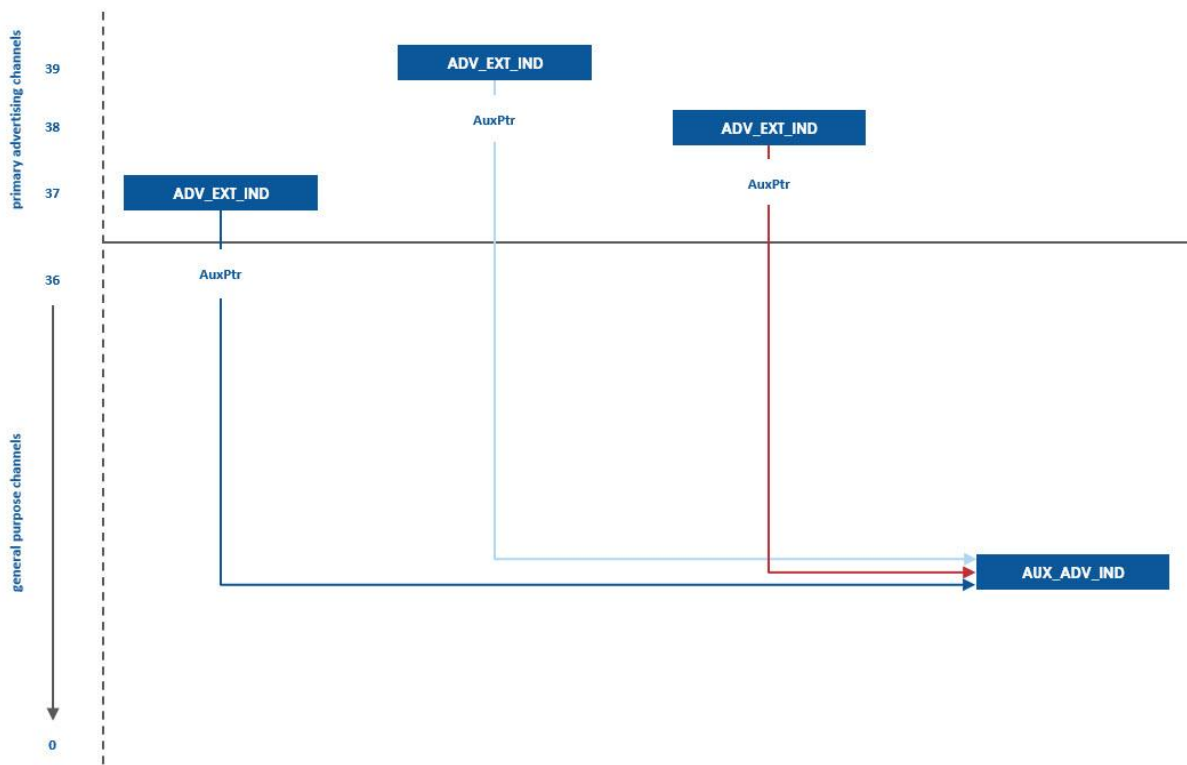 primary advertising channels
39
ADV_EXT_IND
AuxPtr
38
ADV_EXT_IND
AuxPtr
37
ADV_EXT_IND
36
AuxPtr
general purpose channels
AUX_ADV_IND
0